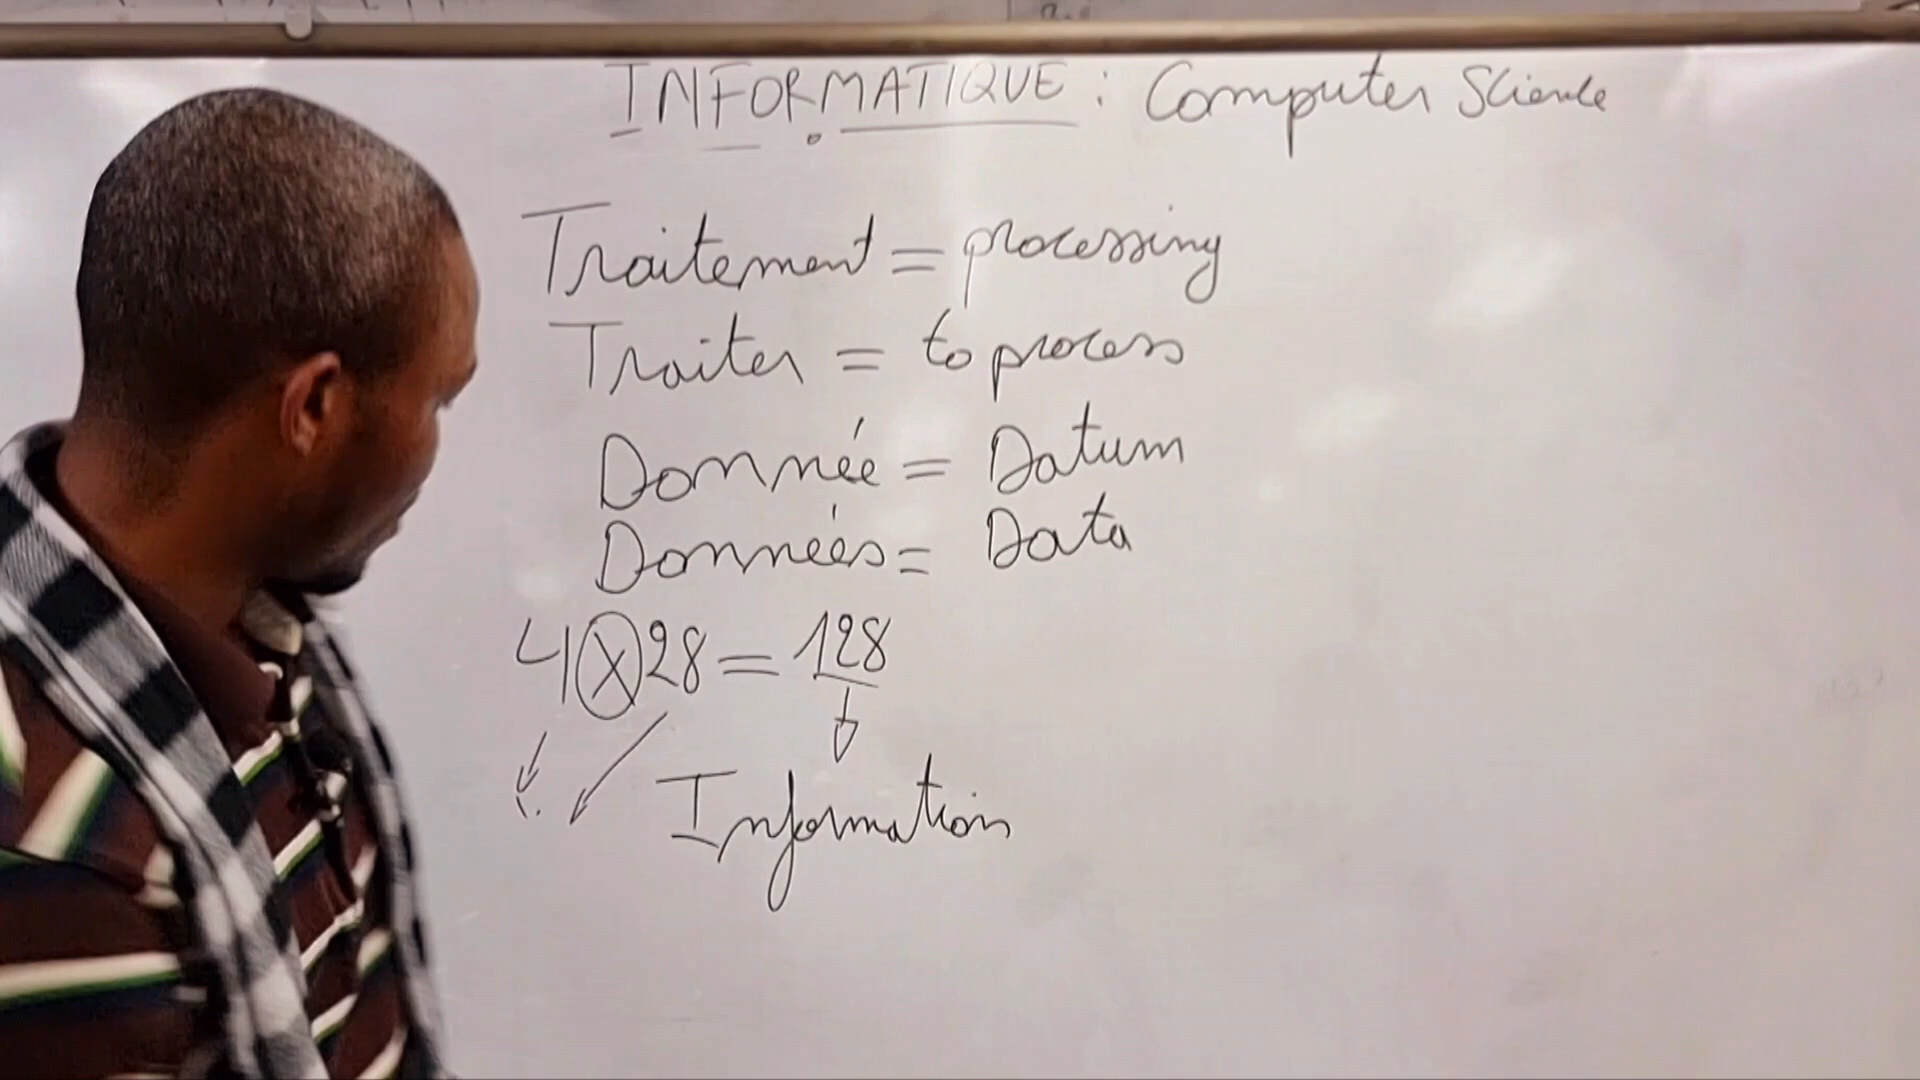 INFORMATIQUE : Computer Science
Traitement = processing
Traiter = to process
Donnée = Datum
Données = Data
4 x 28 = 128
Information